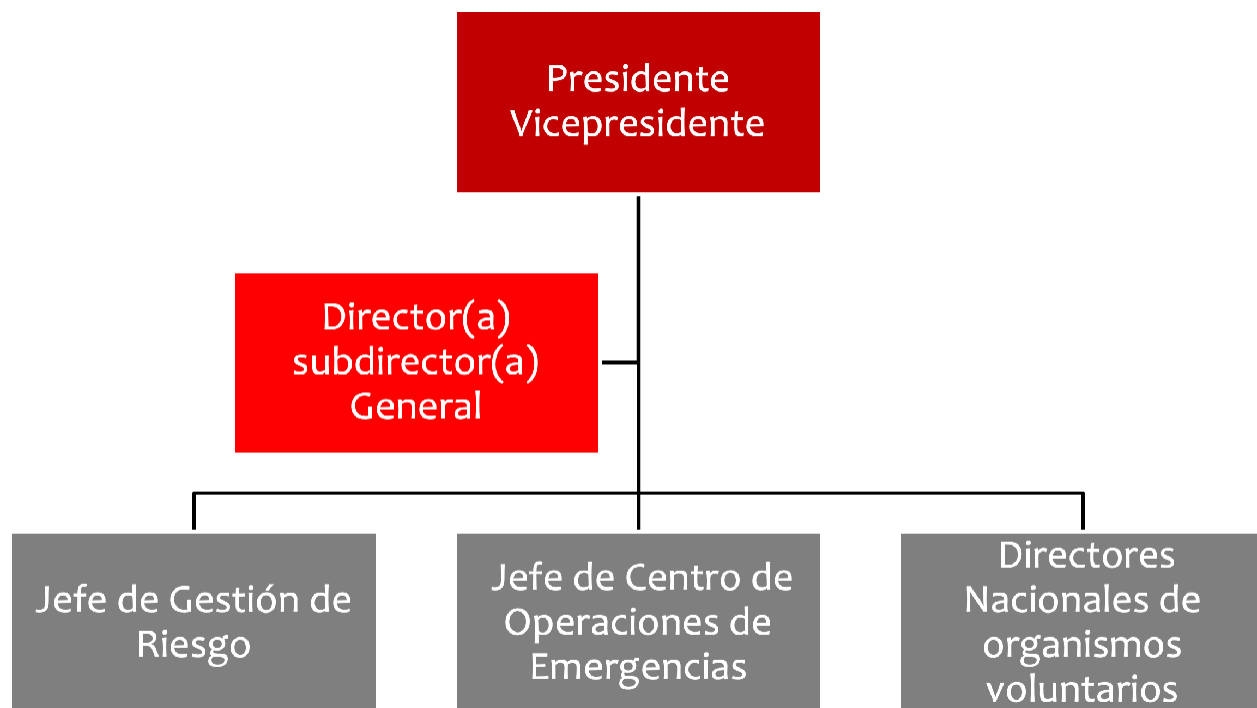 Presidente
Vicepresidente
Director(a)
subdirector(a)
General
Jefe de Gestión de
Riesgo
Jefe de Centro de
Operaciones de
Emergencias
Directores
Nacionales de
organismos
voluntarios